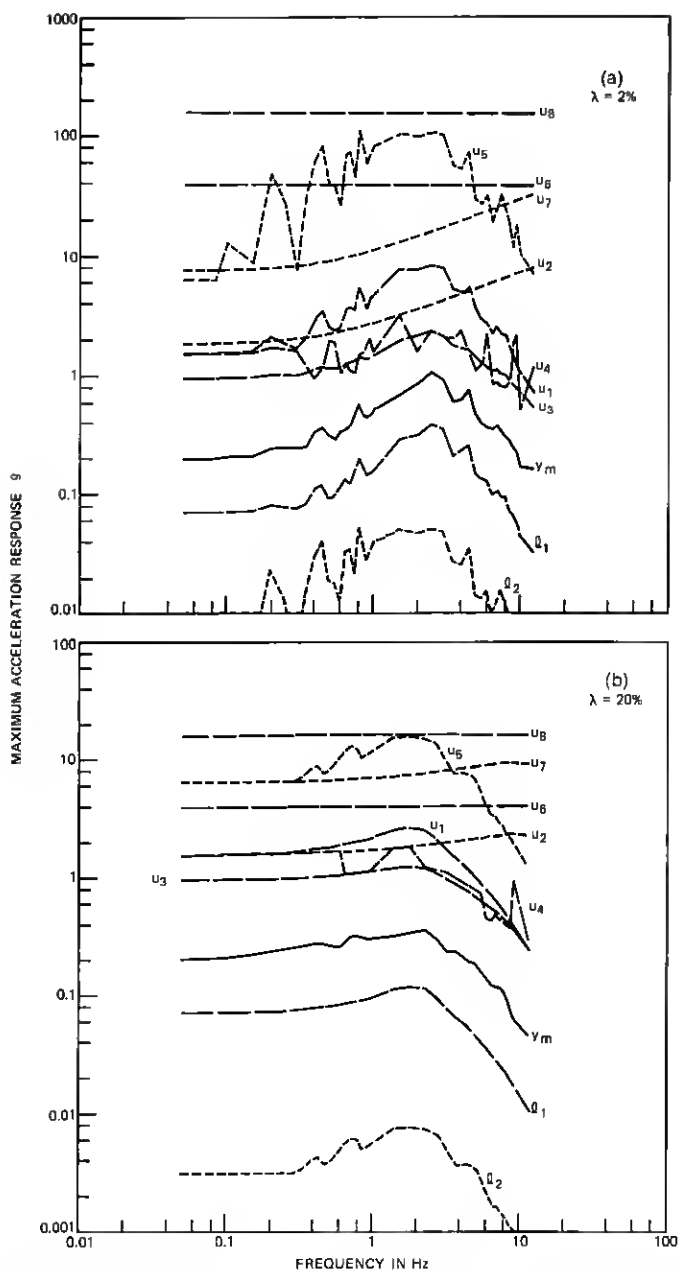 1000
(a)
λ = 2%
u8
100
u5
u6
u7
10
u2
1
u4
u1
u3
ym
0.1
ℓ1
ℓ2
0.01
MAXIMUM ACCELERATION RESPONSE g
100
(b)
λ = 20%
u8
10
u5
u7
u6
u1
u2
1
u3
u4
ym
0.1
ℓ1
0.01
ℓ2
0.001
0.01
0.1
1
10
100
FREQUENCY IN Hz